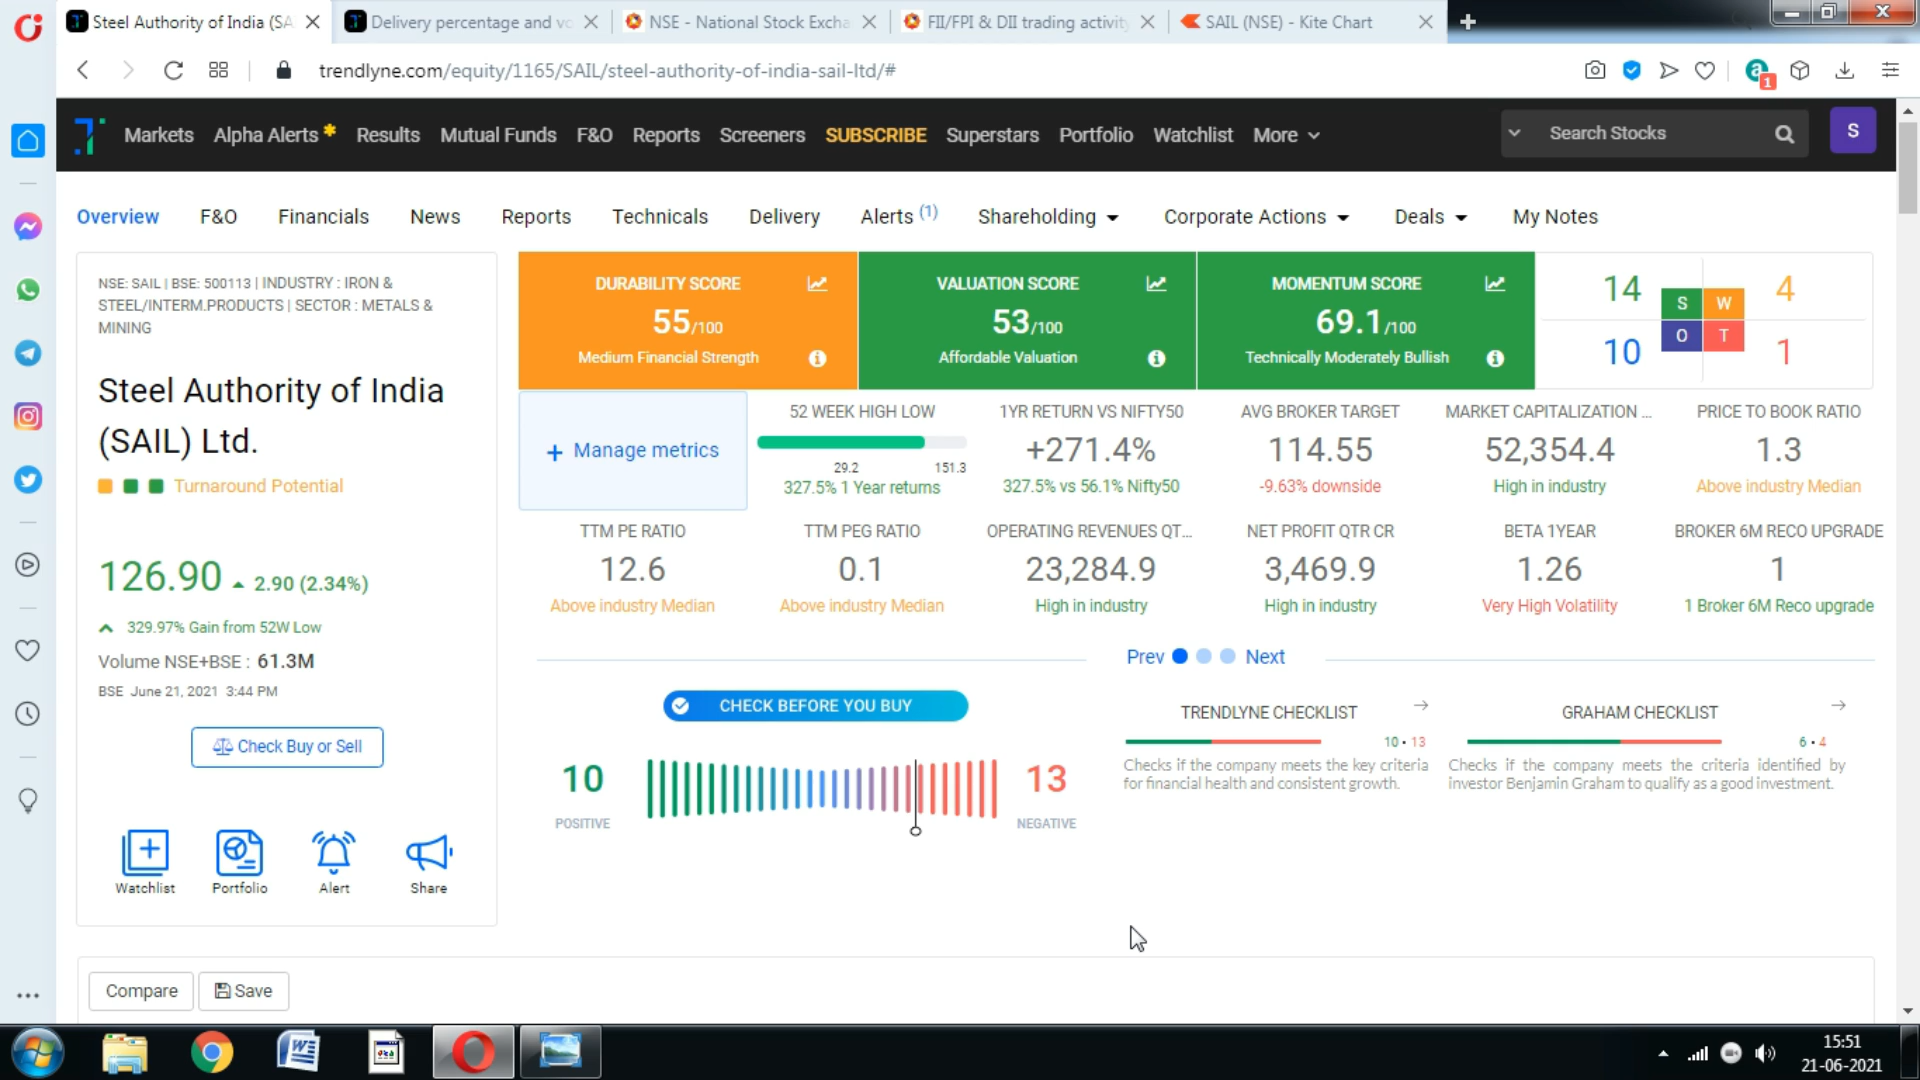 Steel Authority of India (SA
Delivery percentage and vo
NSE - National Stock Excha
FII/FPI & DII trading activity
SAIL (NSE) - Kite Chart
trendlyne.com/equity/1165/SAIL/steel-authority-of-india-sail-ltd/#
1
Markets
Alpha Alerts
Results
Mutual Funds
F&O
Reports
Screeners
SUBSCRIBE
Superstars
Portfolio
Watchlist
More
Search Stocks
S
Overview
F&O
Financials
News
Reports
Technicals
Delivery
Alerts (1)
Shareholding
Corporate Actions
Deals
My Notes
NSE: SAIL | BSE: 500113 | INDUSTRY : IRON &
STEEL/INTERM.PRODUCTS | SECTOR : METALS &
MINING
Steel Authority of India
(SAIL) Ltd.
Turnaround Potential
126.90 2.90 (2.34%)
329.97% Gain from 52W Low
Volume NSE+BSE : 61.3M
BSE June 21, 2021 3:44 PM
Check Buy or Sell
Watchlist
Portfolio
Alert
Share
DURABILITY SCORE
55/100
Medium Financial Strength
VALUATION SCORE
53/100
Affordable Valuation
MOMENTUM SCORE
69.1/100
Technically Moderately Bullish
14
S
W
4
10
O
T
1
+ Manage metrics
52 WEEK HIGH LOW
29.2
151.3
327.5% 1 Year returns
1YR RETURN VS NIFTY50
+271.4%
327.5% vs 56.1% Nifty50
AVG BROKER TARGET
114.55
-9.63% downside
MARKET CAPITALIZATION ...
52,354.4
High in industry
PRICE TO BOOK RATIO
1.3
Above industry Median
TTM PE RATIO
12.6
Above industry Median
TTM PEG RATIO
0.1
Above industry Median
OPERATING REVENUES QT...
23,284.9
High in industry
NET PROFIT QTR CR
3,469.9
High in industry
BETA 1YEAR
1.26
Very High Volatility
BROKER 6M RECO UPGRADE
1
1 Broker 6M Reco upgrade
Prev
Next
CHECK BEFORE YOU BUY
10
POSITIVE
13
NEGATIVE
TRENDLYNE CHECKLIST
10 • 13
Checks if the company meets the key criteria
for financial health and consistent growth.
GRAHAM CHECKLIST
6 • 4
Checks if the company meets the criteria identified by
investor Benjamin Graham to qualify as a good investment.
Compare
Save
15:51
21-06-2021